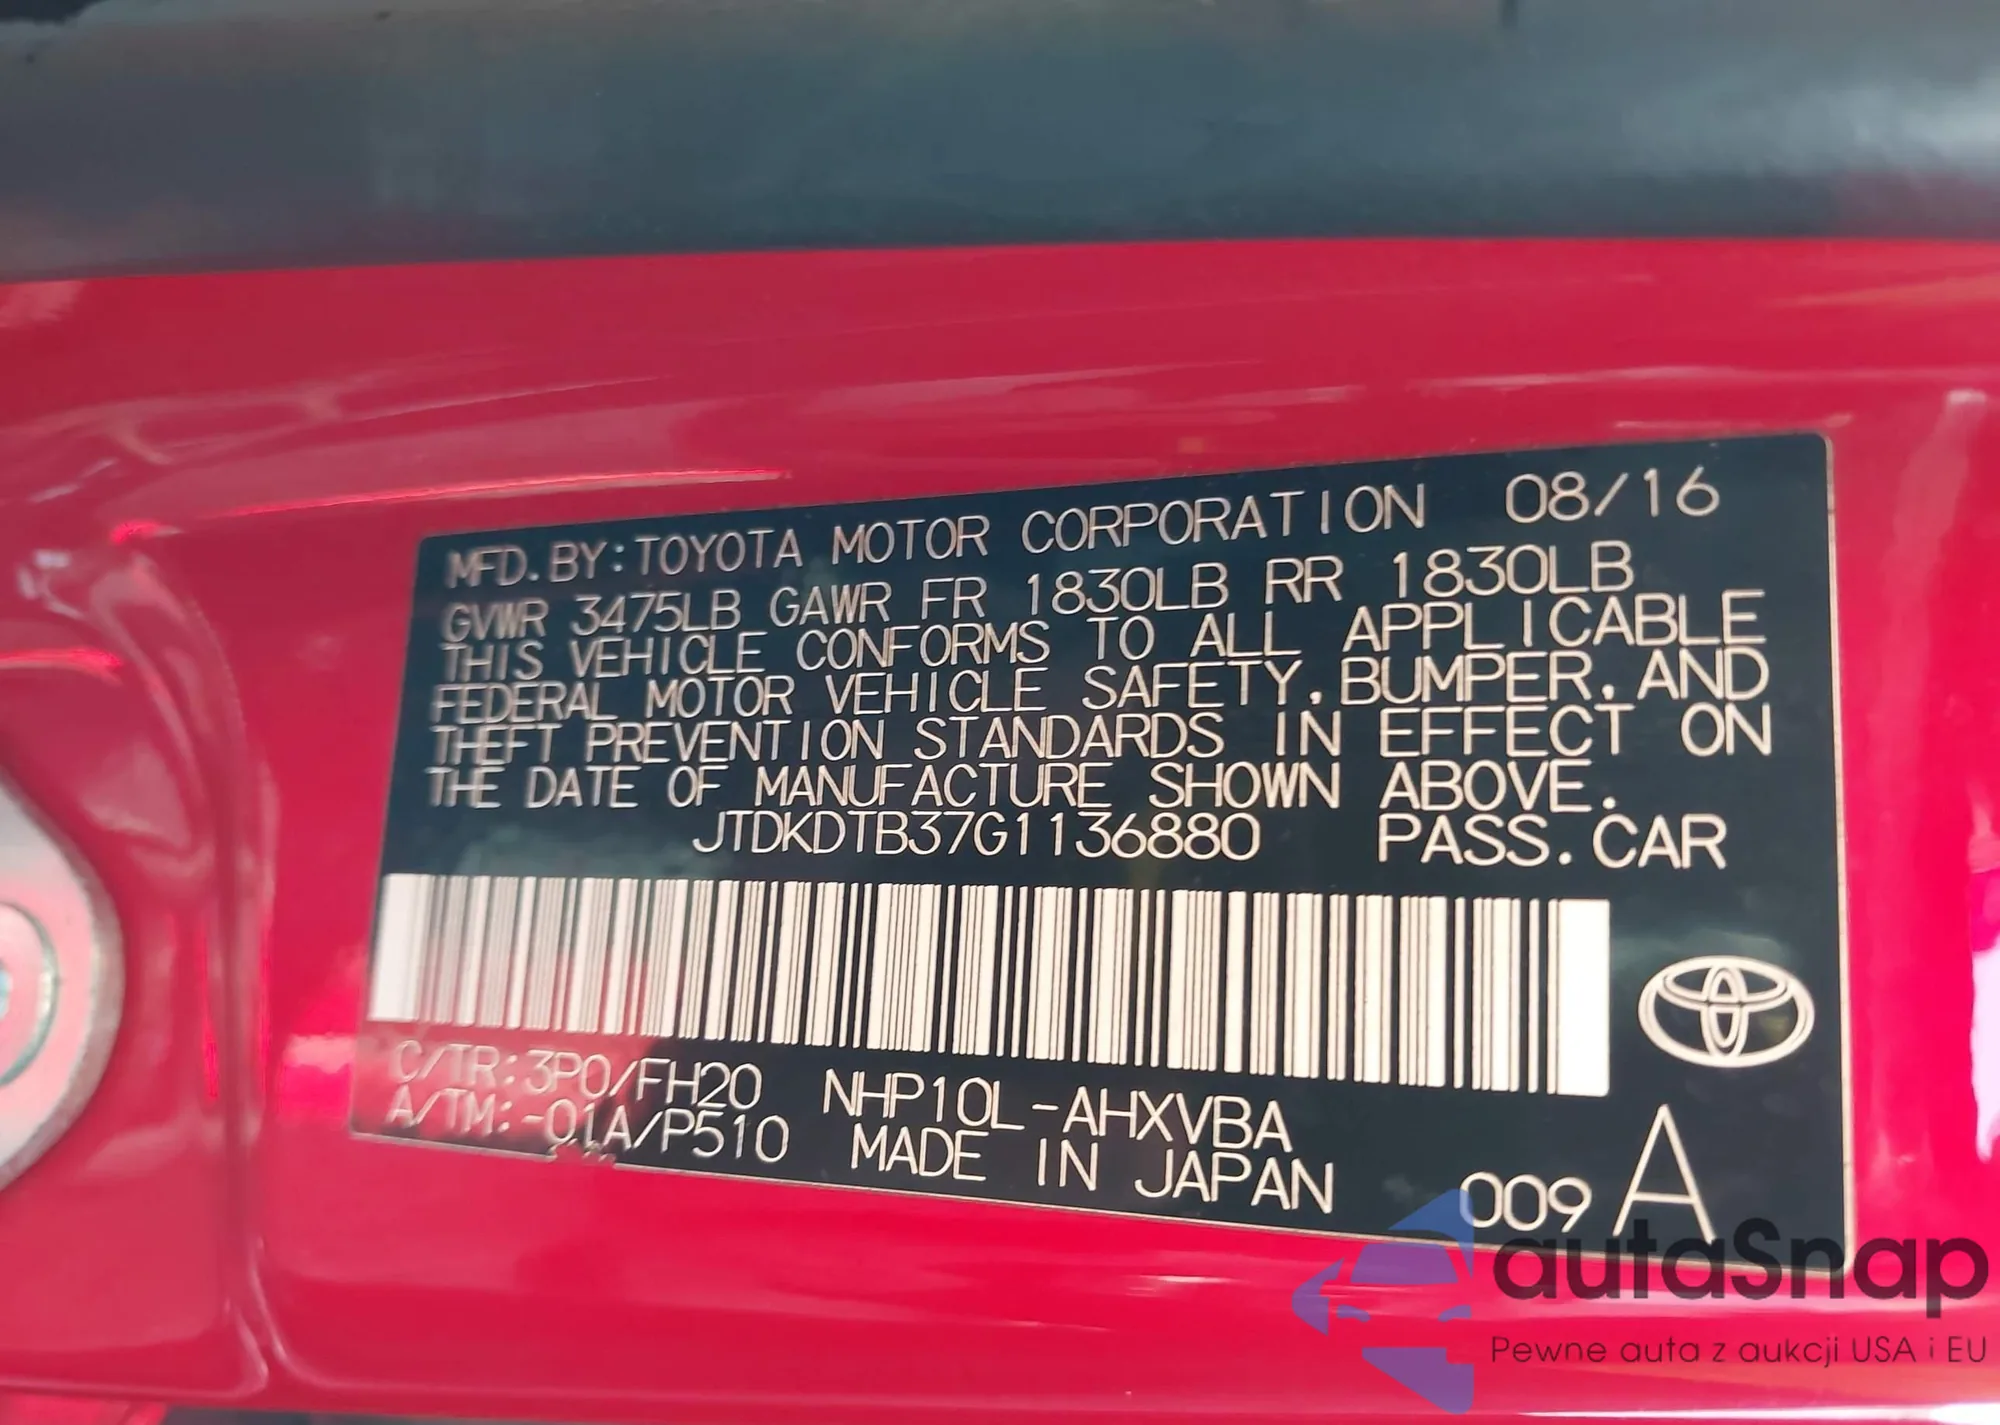 MFD.BY:TOYOTA MOTOR CORPORATION 08/16
GVWR 3475LB GAWR FR 1830LB RR 1830LB
THIS VEHICLE CONFORMS TO ALL APPLICABLE
FEDERAL MOTOR VEHICLE SAFETY,BUMPER,AND
THEFT PREVENTION STANDARDS IN EFFECT ON
THE DATE OF MANUFACTURE SHOWN ABOVE.
JTDKDTB37G1136880 PASS.CAR
C/TR:3P0/FH20 NHP10L-AHXVBA
A/TM:-01A/P510 MADE IN JAPAN
009 A
autaSnap
Pewne auta z aukcji USA i EU